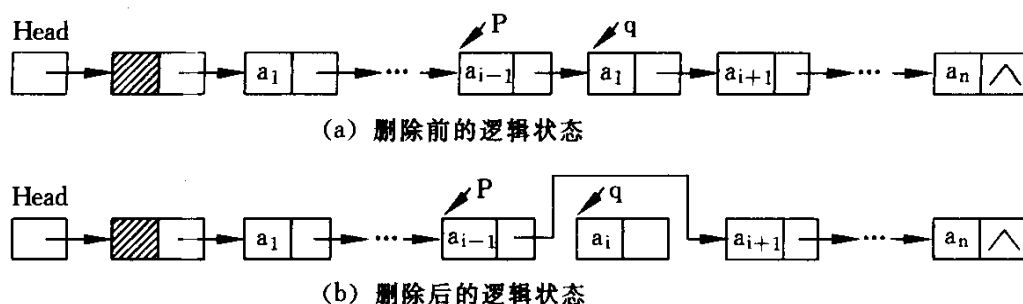 Head P q
a₁ ··· aᵢ₋₁ a₁ aᵢ₊₁ ··· aₙ ∧
(a) 删除前的逻辑状态
Head P q
a₁ ··· aᵢ₋₁ aᵢ aᵢ₊₁ ··· aₙ ∧
(b) 删除后的逻辑状态